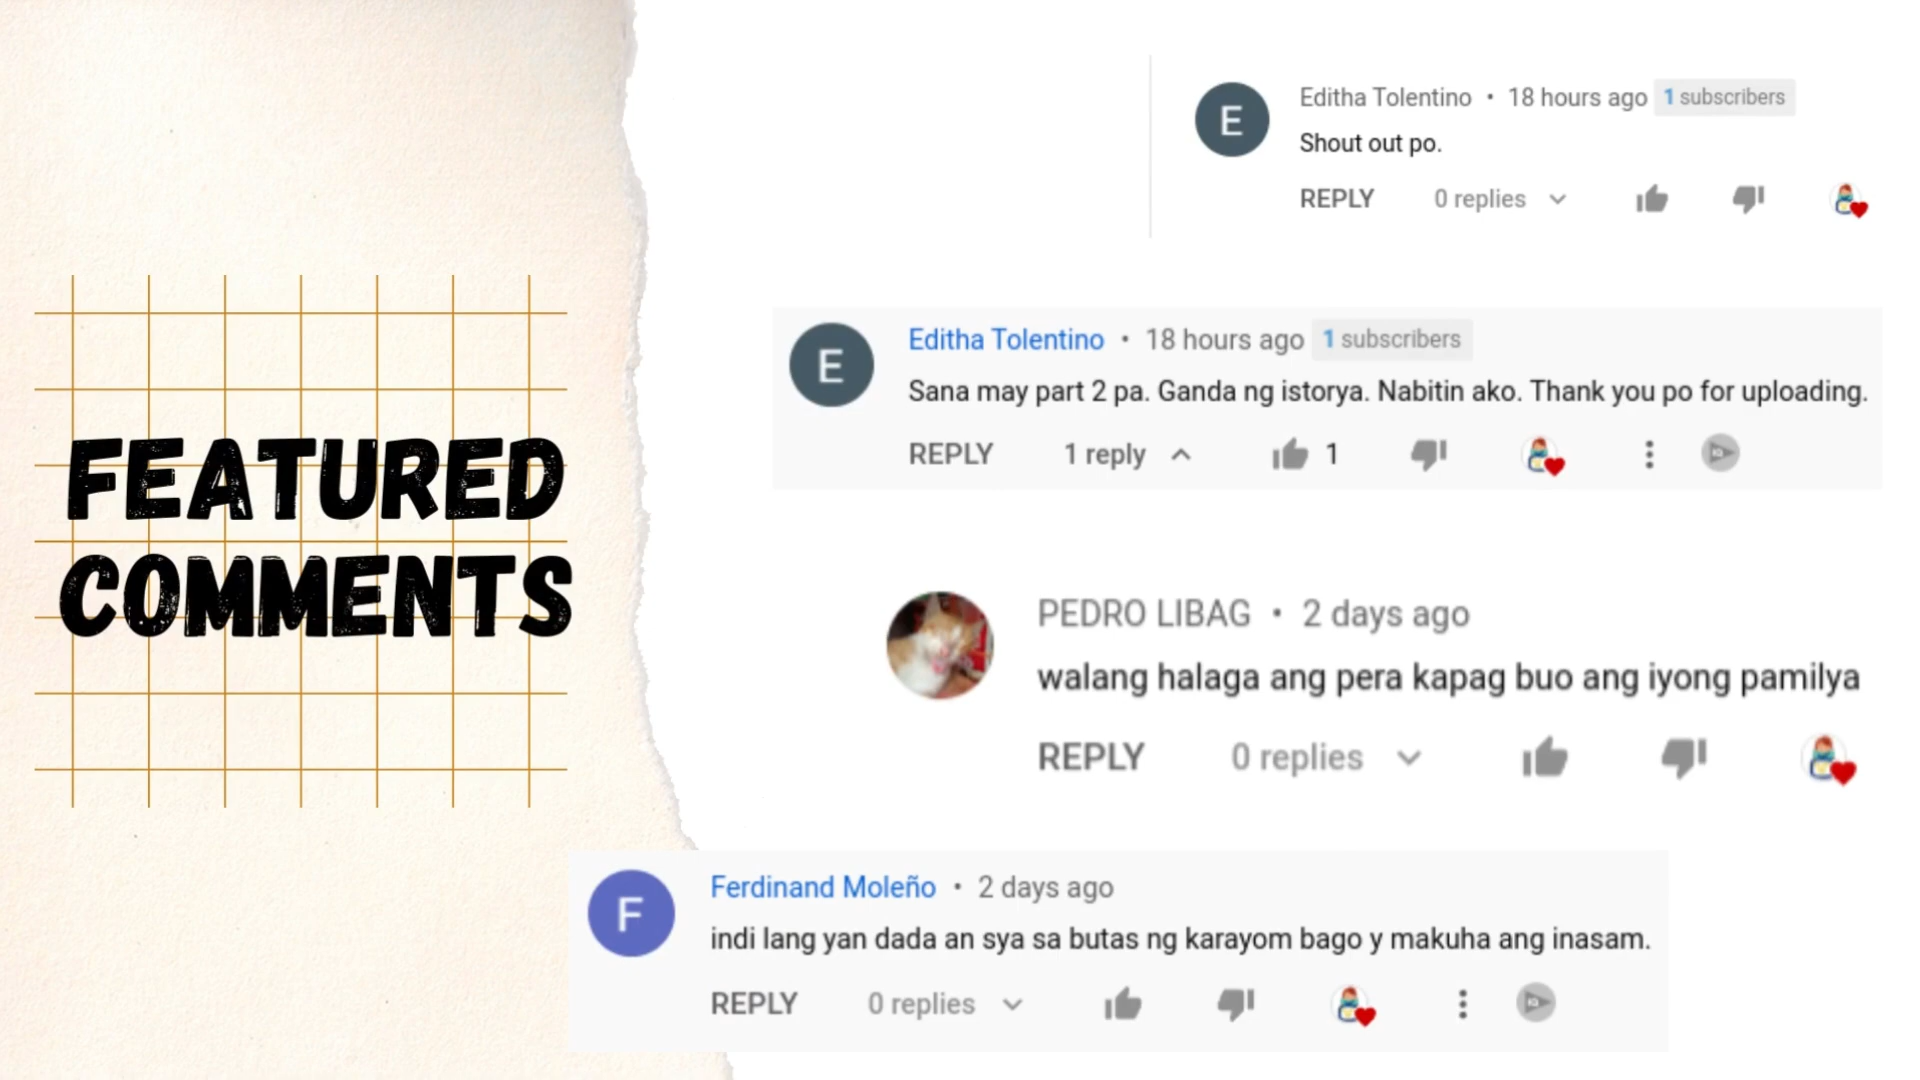 FEATURED
COMMENTS
E
Editha Tolentino • 18 hours ago 1 subscribers
Shout out po.
REPLY 0 replies
E
Editha Tolentino • 18 hours ago 1 subscribers
Sana may part 2 pa. Ganda ng istorya. Nabitin ako. Thank you po for uploading.
REPLY 1 reply 1
PEDRO LIBAG • 2 days ago
walang halaga ang pera kapag buo ang iyong pamilya
REPLY 0 replies
F
Ferdinand Moleño • 2 days ago
indi lang yan dada an sya sa butas ng karayom bago y makuha ang inasam.
REPLY 0 replies